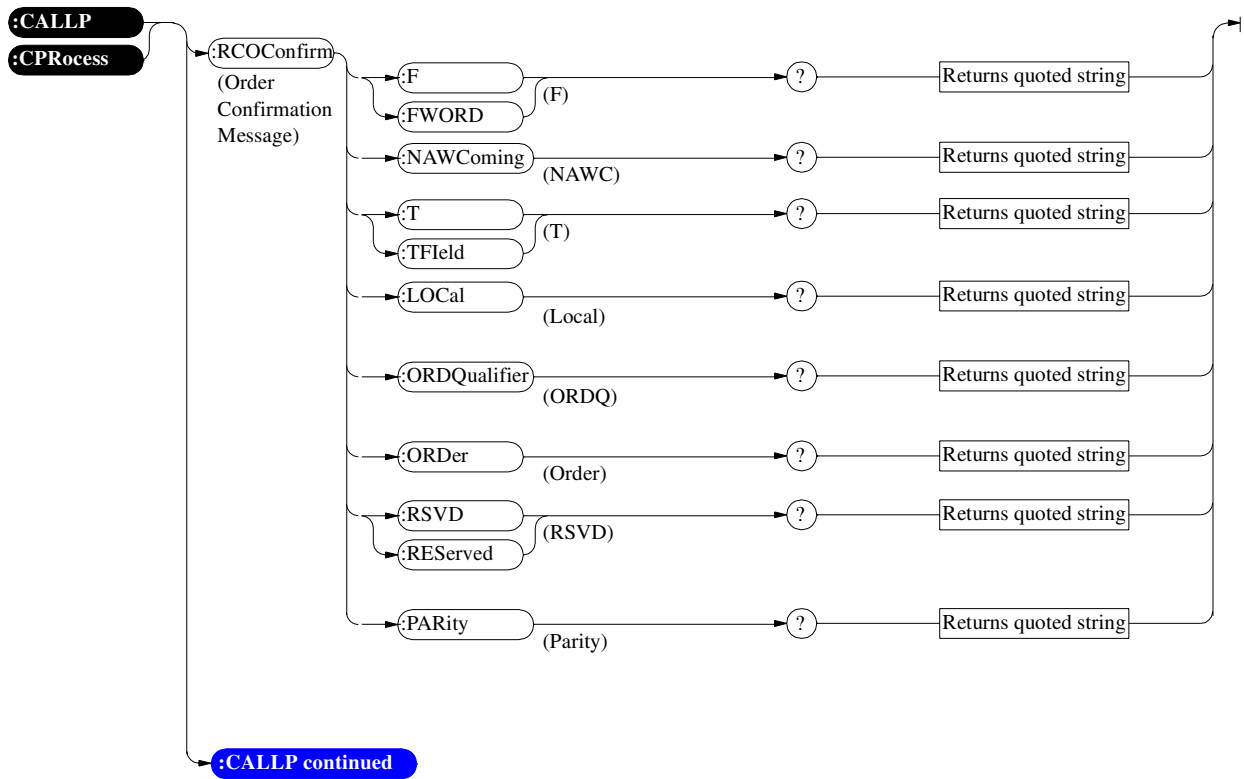 :CALLP
:CPRocess
:RCOConfirm
(Order
Confirmation
Message)
:F
:FWORD
(F)
?
Returns quoted string
:NAWComing
(NAWC)
?
Returns quoted string
:T
:TFIeld
(T)
?
Returns quoted string
:LOCal
(Local)
?
Returns quoted string
:ORDQualifier
(ORDQ)
?
Returns quoted string
:ORDer
(Order)
?
Returns quoted string
:RSVD
:REServed
(RSVD)
?
Returns quoted string
:PARity
(Parity)
?
Returns quoted string
:CALLP continued